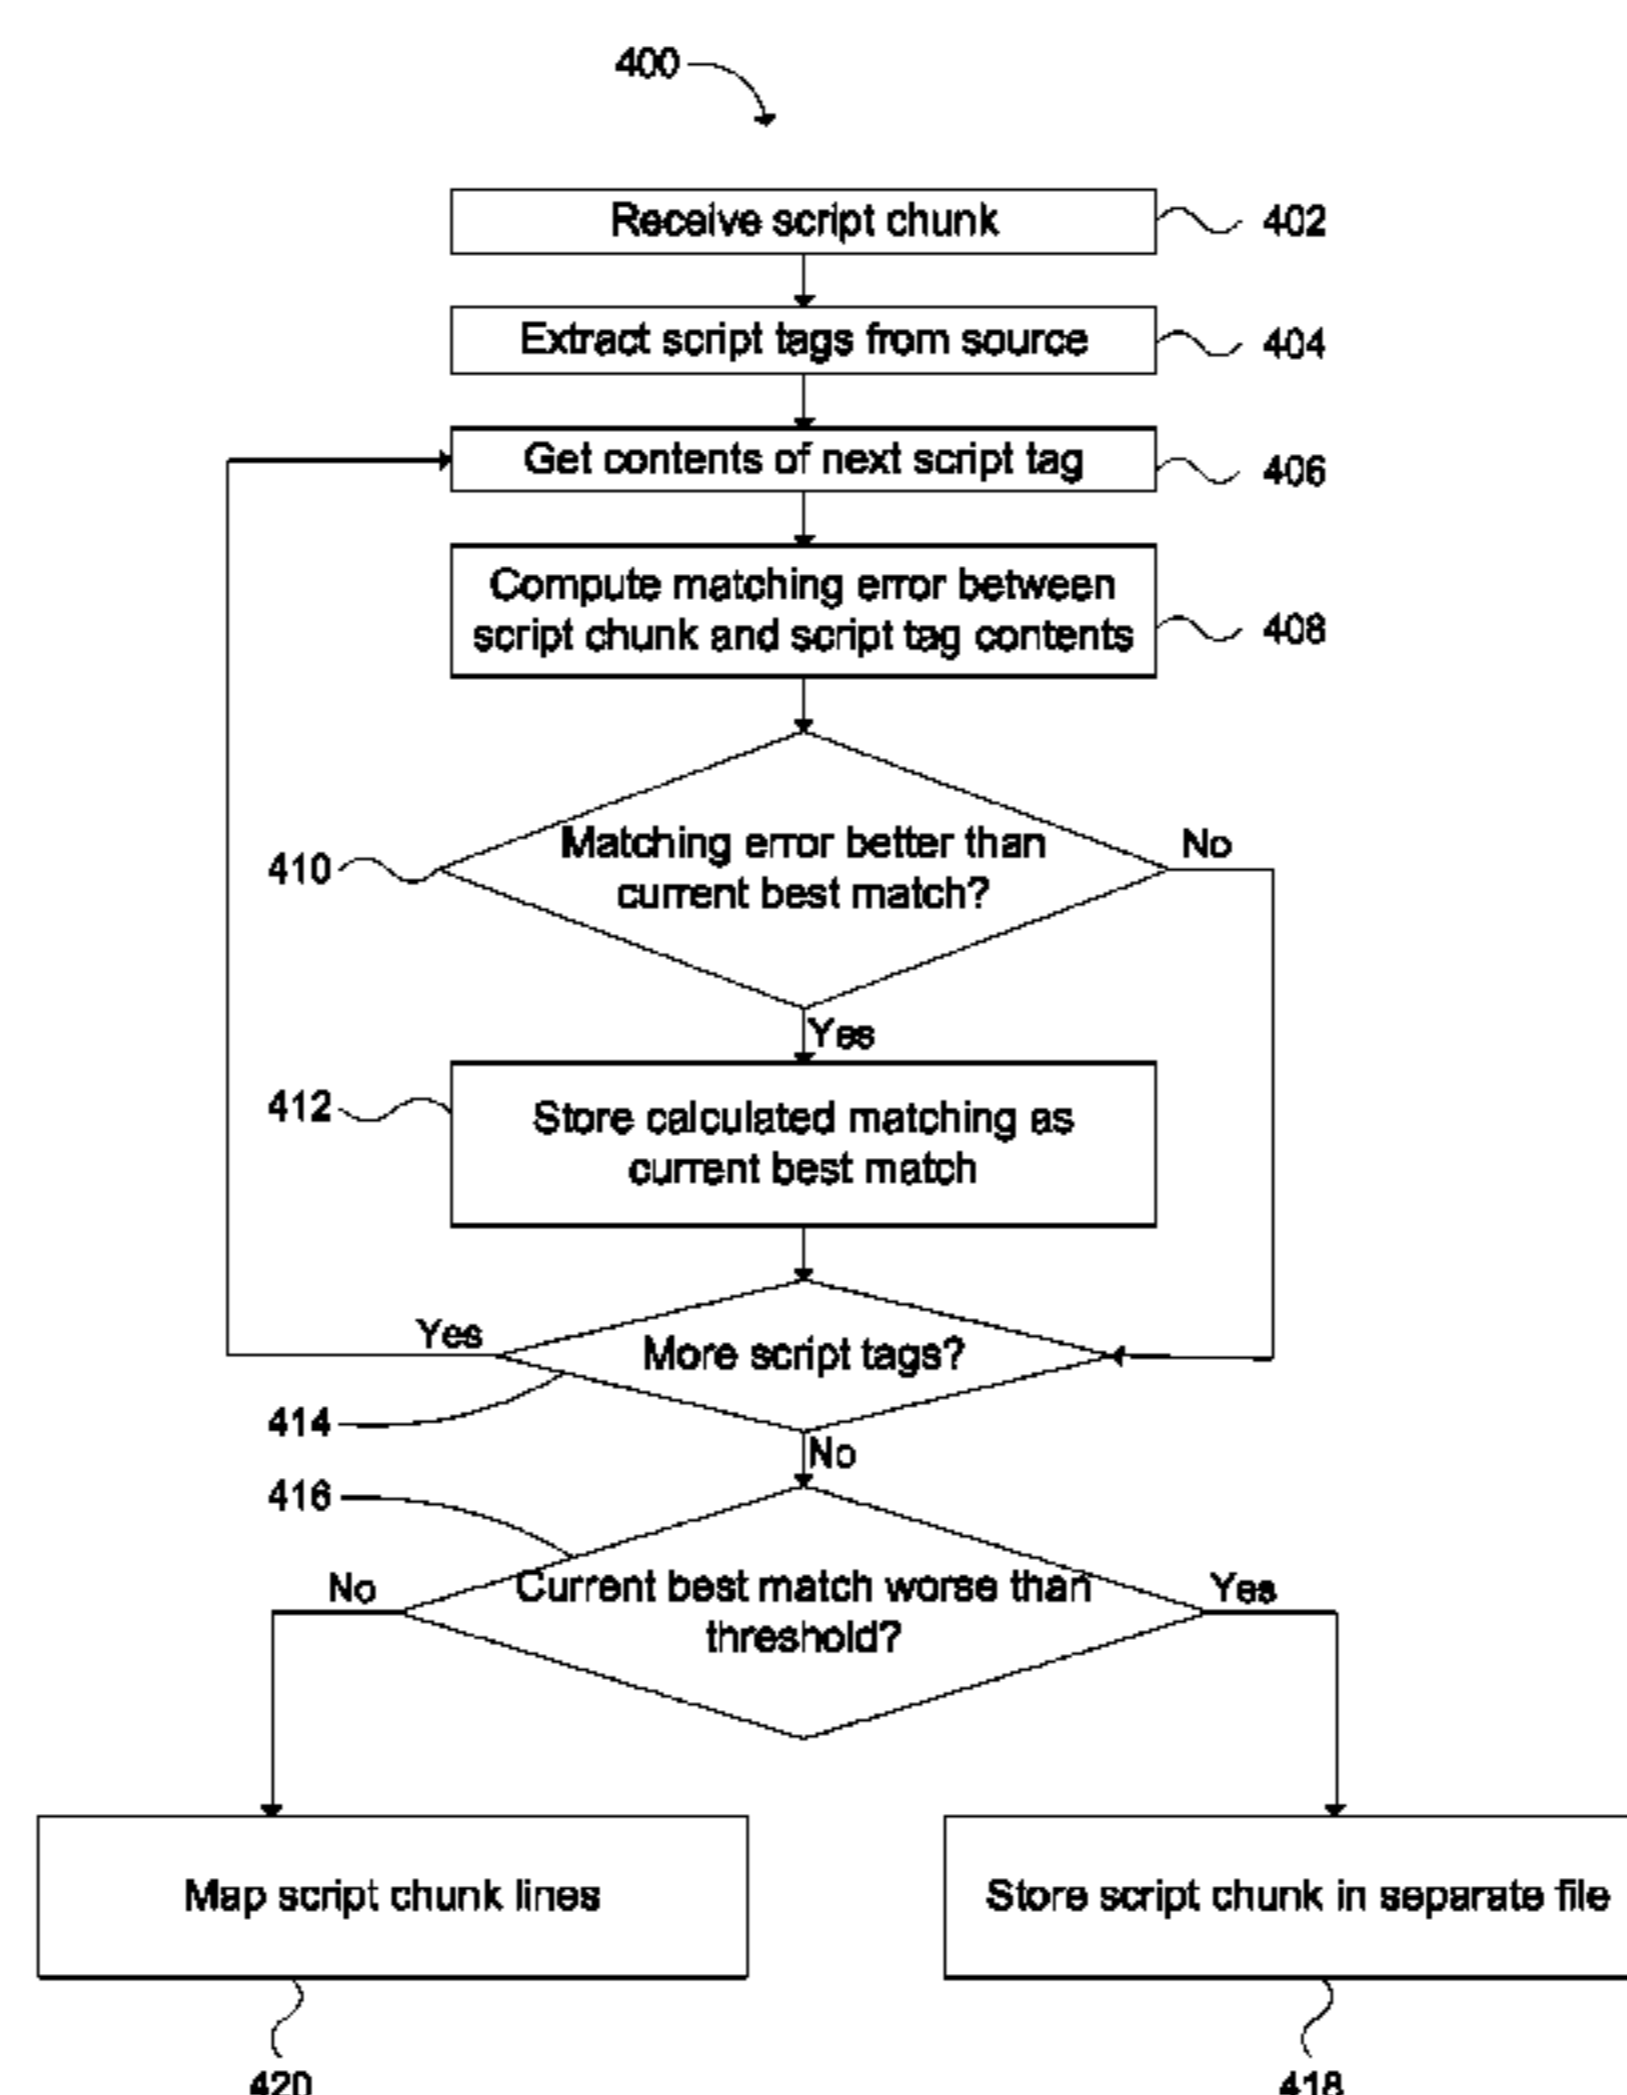 400
Receive script chunk
402
Extract script tags from source
404
Get contents of next script tag
406
Compute matching error between
script chunk and script tag contents
408
Matching error better than
current best match?
410
No
Yes
412
Store calculated matching as
current best match
Yes
More script tags?
414
No
416
No
Current best match worse than
threshold?
Yes
Map script chunk lines
Store script chunk in separate file
420
418